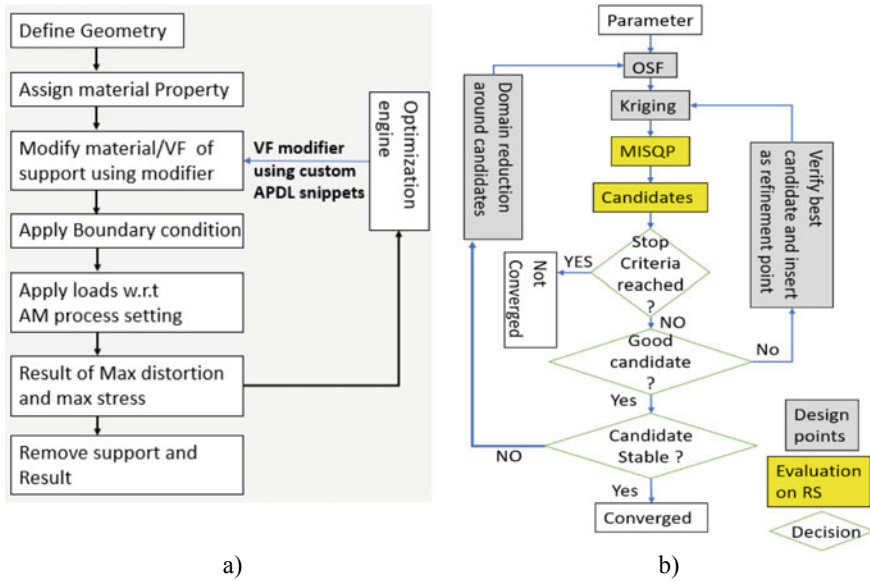 Define Geometry
Assign material Property
Modify material/VF of
support using modifier
Apply Boundary condition
Apply loads w.r.t
AM process setting
Result of Max distortion
and max stress
Remove support and
Result
VF modifier
using custom
APDL snippets
Optimization
engine
a)
Parameter
OSF
Kriging
MISQP
Candidates
Stop
Criteria
reached
?
YES
Not
Converged
NO
Good
candidate
?
No
Verify best
candidate and insert
as refinement point
Yes
Candidate
Stable ?
NO
Domain reduction
around candidates
Yes
Converged
Design
points
Evaluation
on RS
Decision
b)